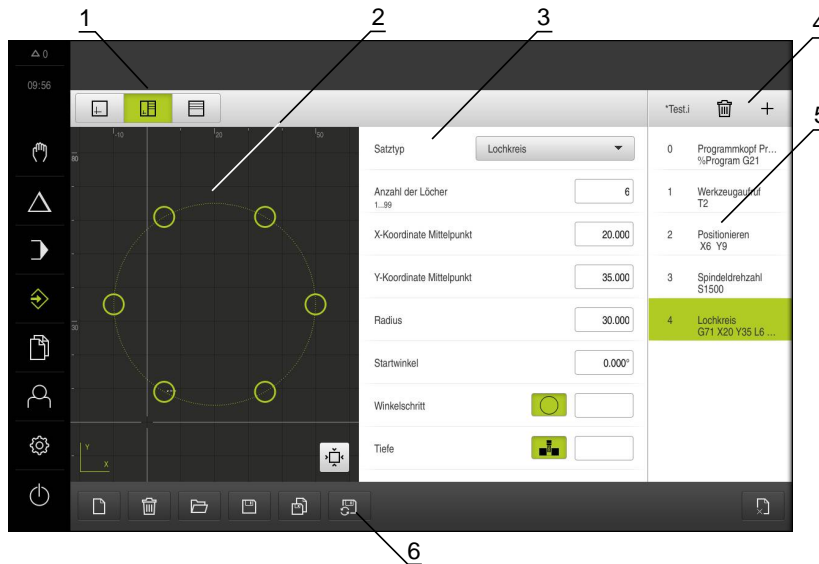 1
2
3
4
5
6
0
09:56
*Test.i
-10
20
50
60
30
Y
X
Satztyp
Lochkreis
Anzahl der Löcher
1...99
6
X-Koordinate Mittelpunkt
20.000
Y-Koordinate Mittelpunkt
35.000
Radius
30.000
Startwinkel
0.000°
Winkelschritt
Tiefe
0
Programmkopf Pr...
%Program G21
1
Werkzeugaufruf
T2
2
Positionieren
X6 Y9
3
Spindeldrehzahl
S1500
4
Lochkreis
G71 X20 Y35 L6 ...